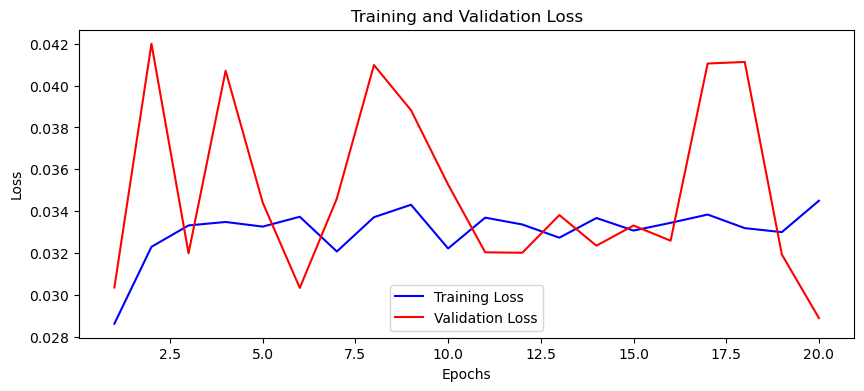 Training and Validation Loss
0.042
0.040
0.038
0.036
0.034
0.032
0.030
0.028
Loss
Training Loss
Validation Loss
2.5 5.0 7.5 10.0 12.5 15.0 17.5 20.0
Epochs